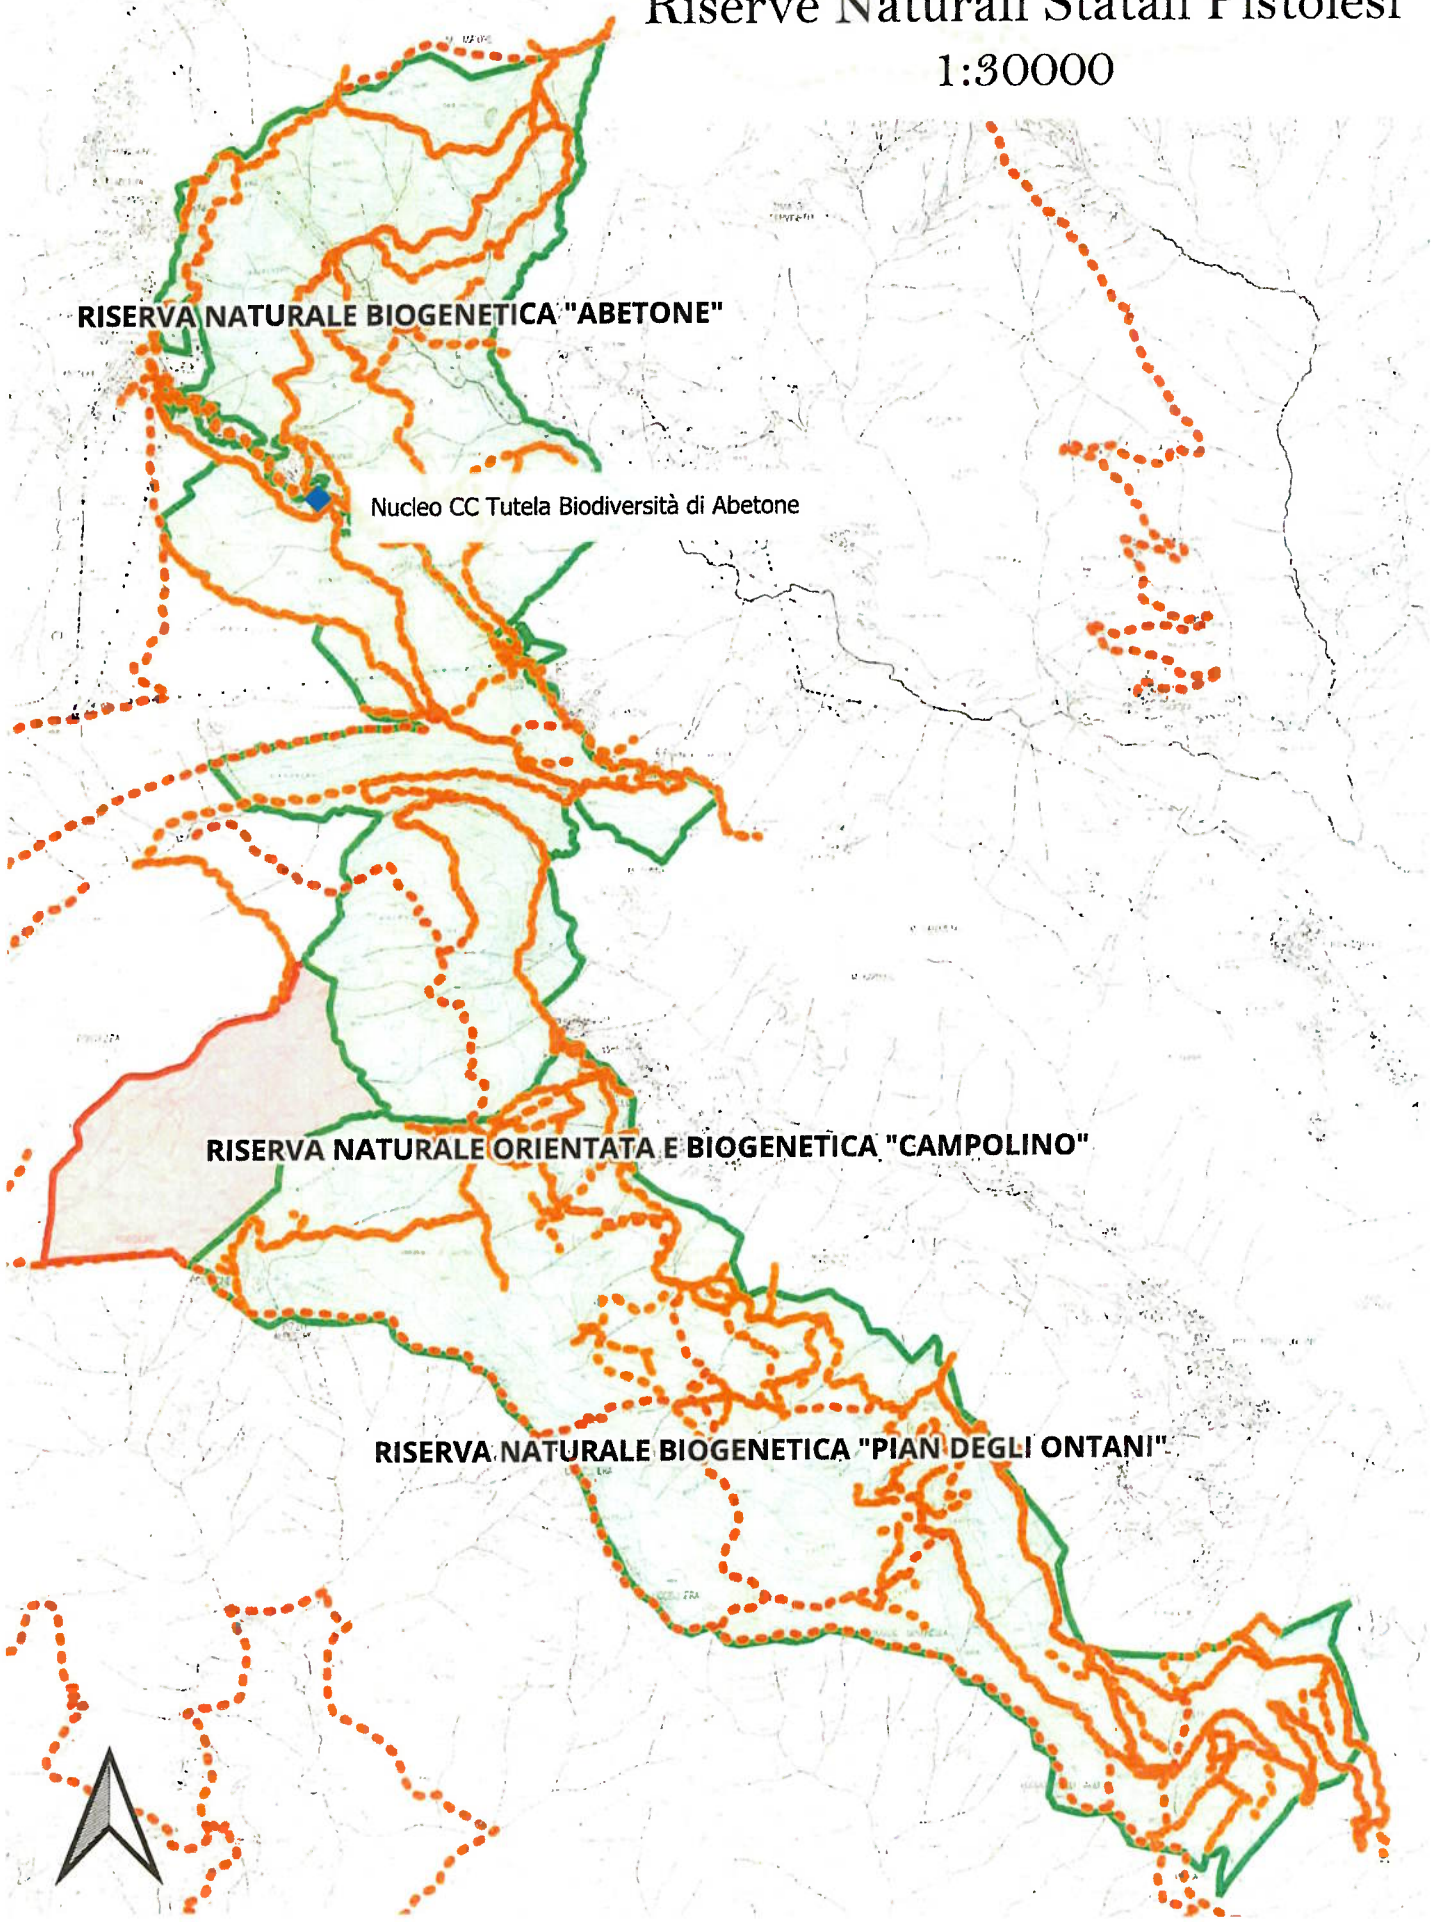 Riserve Naturali Statali Pistoiesi
1:30000
RISERVA NATURALE BIOGENETICA "ABETONE"
Nucleo CC Tutela Biodiversità di Abetone
RISERVA NATURALE ORIENTATA E BIOGENETICA "CAMPOLINO"
RISERVA NATURALE BIOGENETICA "PIAN DEGLI ONTANI"